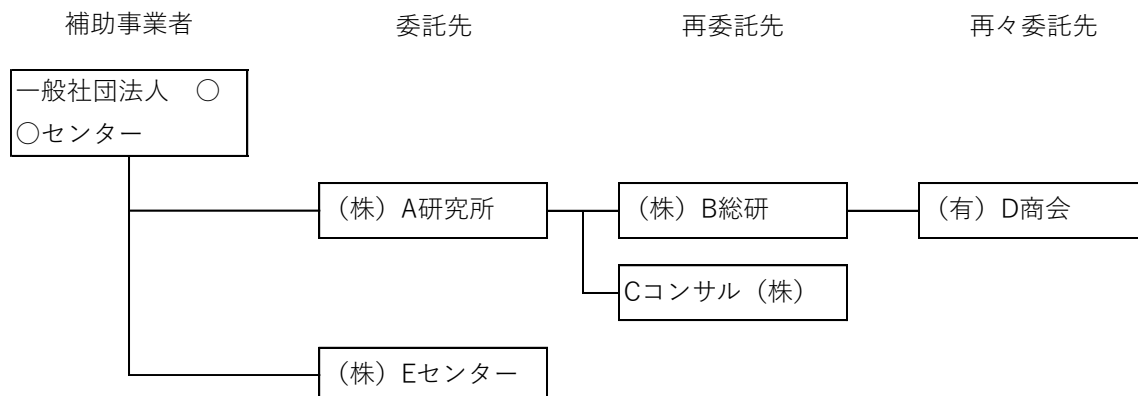 補助事業者 委託先 再委託先 再々委託先
一般社団法人　○
○センター
（株）A研究所 （株）B総研 （有）D商会
Cコンサル（株）
（株）Eセンター